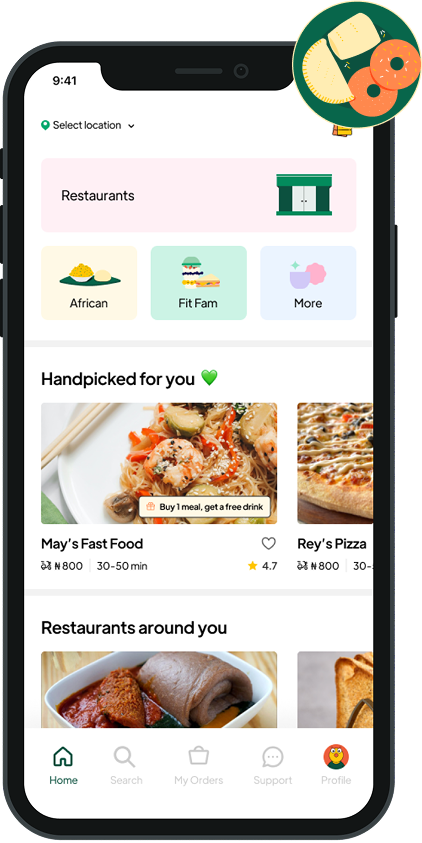 9:41
Select location
Restaurants
African
Fit Fam
More
Handpicked for you 💚
Buy 1 meal, get a free drink
May's Fast Food
Rey's Pizza
₦800
30-50 min
4.7
₦800
30-
Restaurants around you
Home
Search
My Orders
Support
Profile